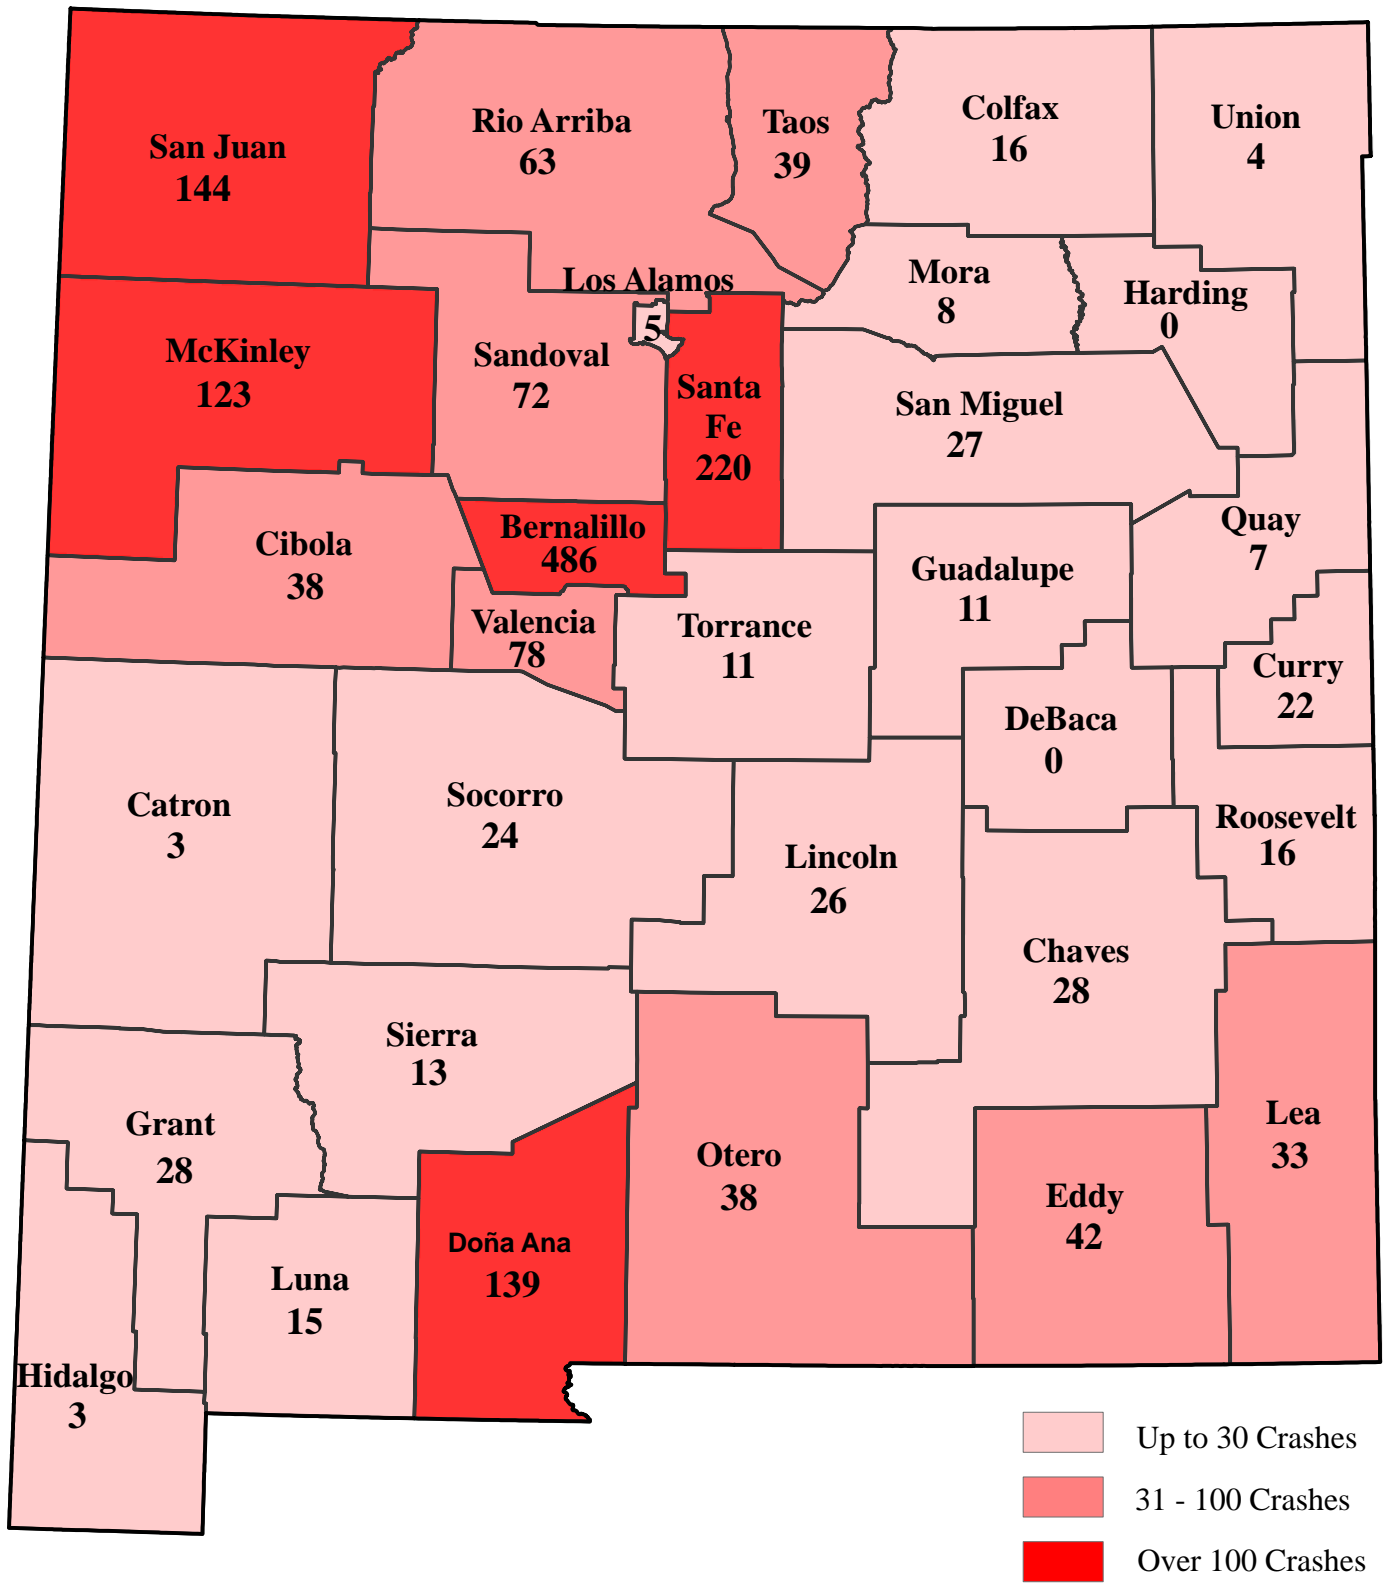 San Juan
144
Rio Arriba
63
Taos
39
Colfax
16
Union
4
Los Alamos
5
Mora
8
Harding
0
McKinley
123
Sandoval
72
Santa
Fe
220
San Miguel
27
Cibola
38
Bernalillo
486
Quay
7
Guadalupe
11
Valencia
78
Torrance
11
Curry
22
DeBaca
0
Catron
3
Socorro
24
Lincoln
26
Roosevelt
16
Chaves
28
Sierra
13
Grant
28
Otero
38
Lea
33
Eddy
42
Doña Ana
139
Luna
15
Hidalgo
3
Up to 30 Crashes
31 - 100 Crashes
Over 100 Crashes